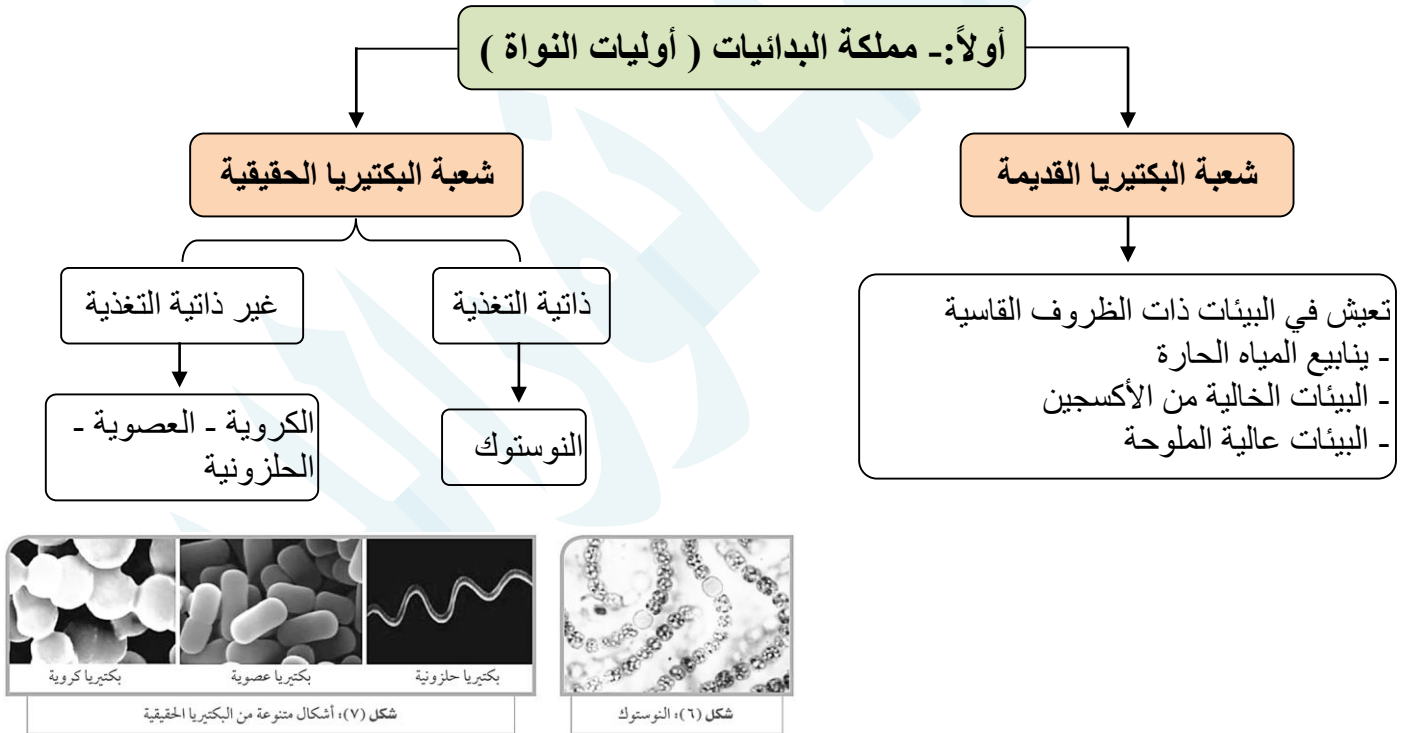 أولاً:- مملكة البدائيات ( أوليات النواة )
شعبة البكتيريا القديمة
شعبة البكتيريا الحقيقية
تعيش في البيئات ذات الظروف القاسية
- ينابيع المياه الحارة
- البيئات الخالية من الأكسجين
- البيئات عالية الملوحة
ذاتية التغذية
غير ذاتية التغذية
النوستوك
الكروية - العصوية -
الحلزونية
شكل (٦): النوستوك
بكتيريا حلزونية
بكتيريا عصوية
بكتيريا كروية
شكل (٧): أشكال متنوعة من البكتيريا الحقيقية